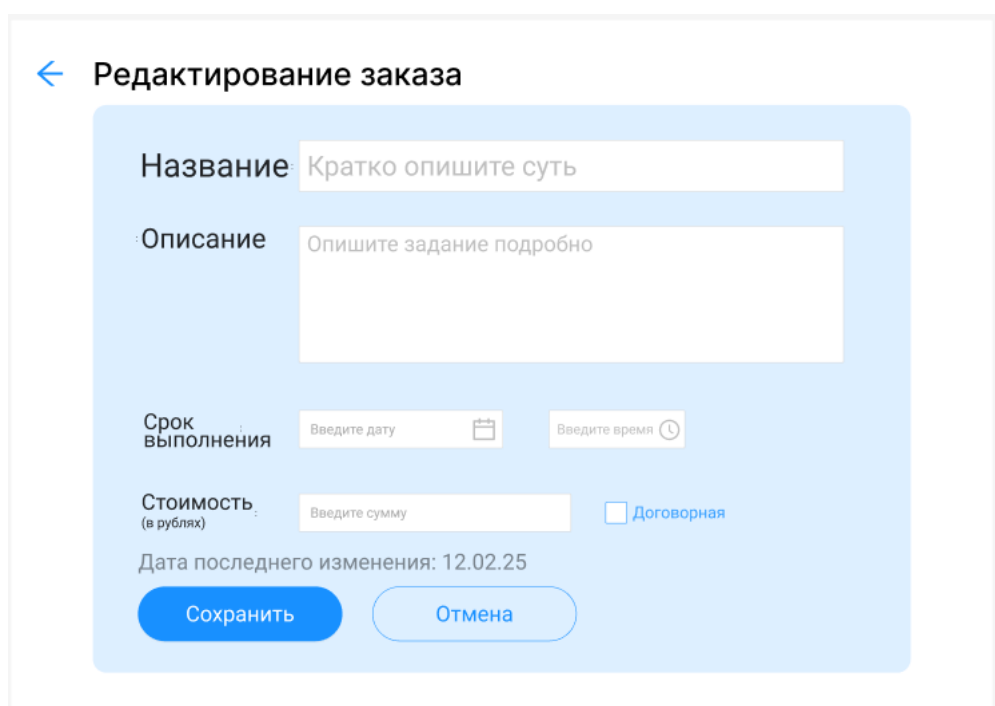 Редактирование заказа
Название: Кратко опишите суть
:Описание Опишите задание подробно
Срок
выполнения : Введите дату Введите время
Стоимость: Введите сумму Договорная
(в рублях)
Дата последнего изменения: 12.02.25
Сохранить Отмена